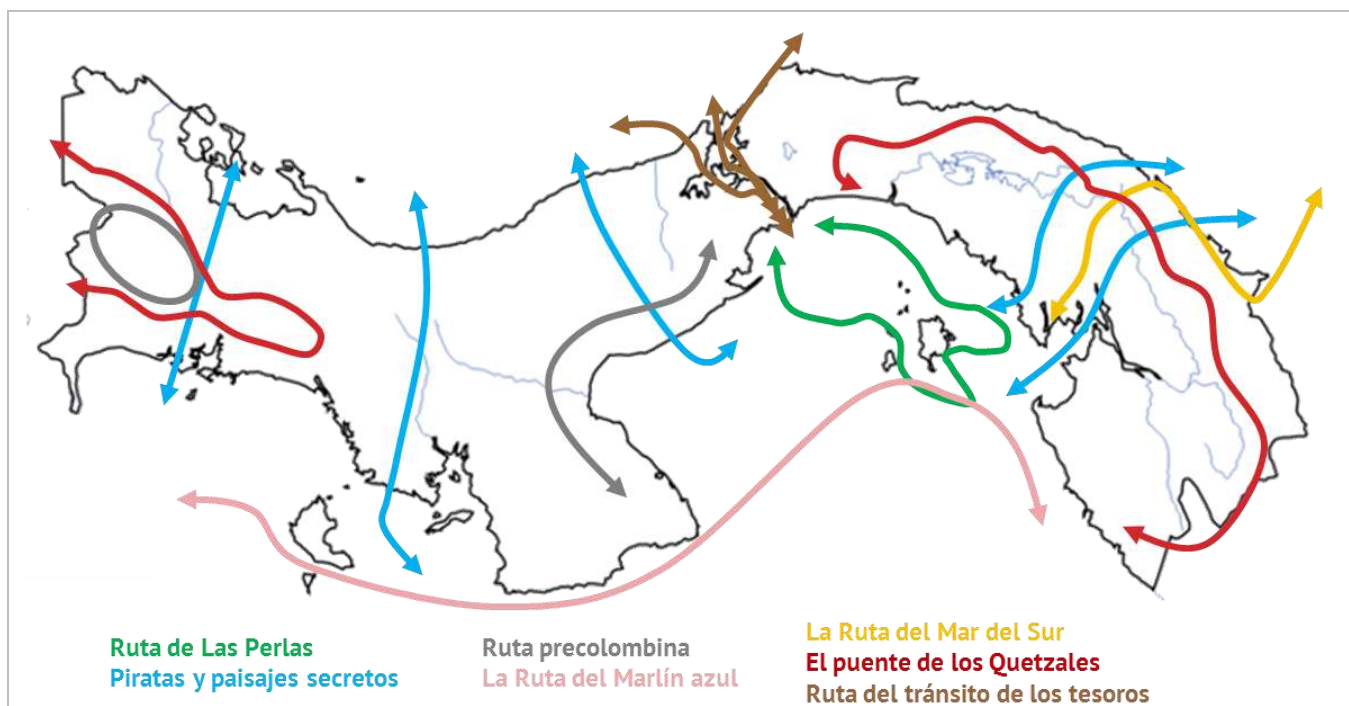 Ruta de Las Perlas
Piratas y paisajes secretos
Ruta precolombina
La Ruta del Marlín azul
La Ruta del Mar del Sur
El puente de los Quetzales
Ruta del tránsito de los tesoros